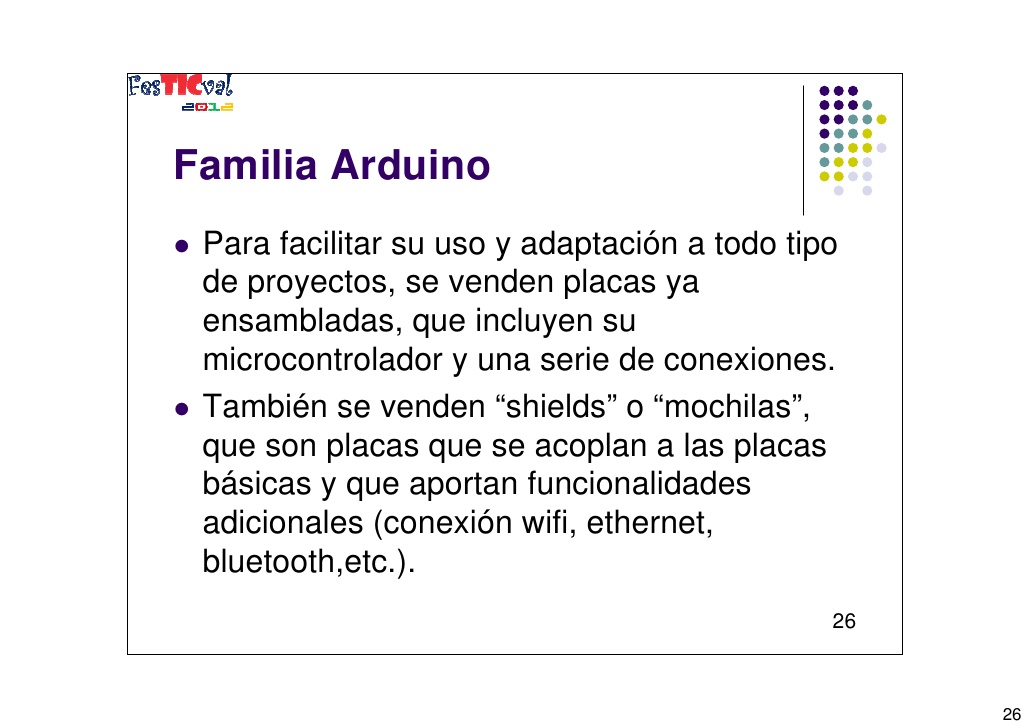 FesTICval
2012
Familia Arduino
● Para facilitar su uso y adaptación a todo tipo
de proyectos, se venden placas ya
ensambladas, que incluyen su
microcontrolador y una serie de conexiones.
● También se venden “shields” o “mochilas”,
que son placas que se acoplan a las placas
básicas y que aportan funcionalidades
adicionales (conexión wifi, ethernet,
bluetooth,etc.).
26
26